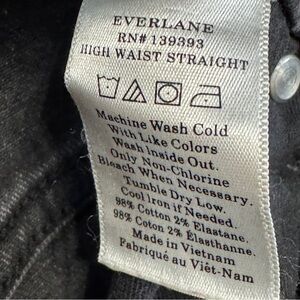 EVERLANE
RN# 139393
HIGH WAIST STRAIGHT
Machine Wash Cold
With Like Colors
Wash Inside Out.
Only Non-Chlorine
Bleach When Necessary.
Tumble Dry Low
Cool Iron if Needed.
98% Cotton 2% Elastane.
98% Coton 2% Élasthanne.
Made in Vietnam
Fabriqué au Viêt-Nam